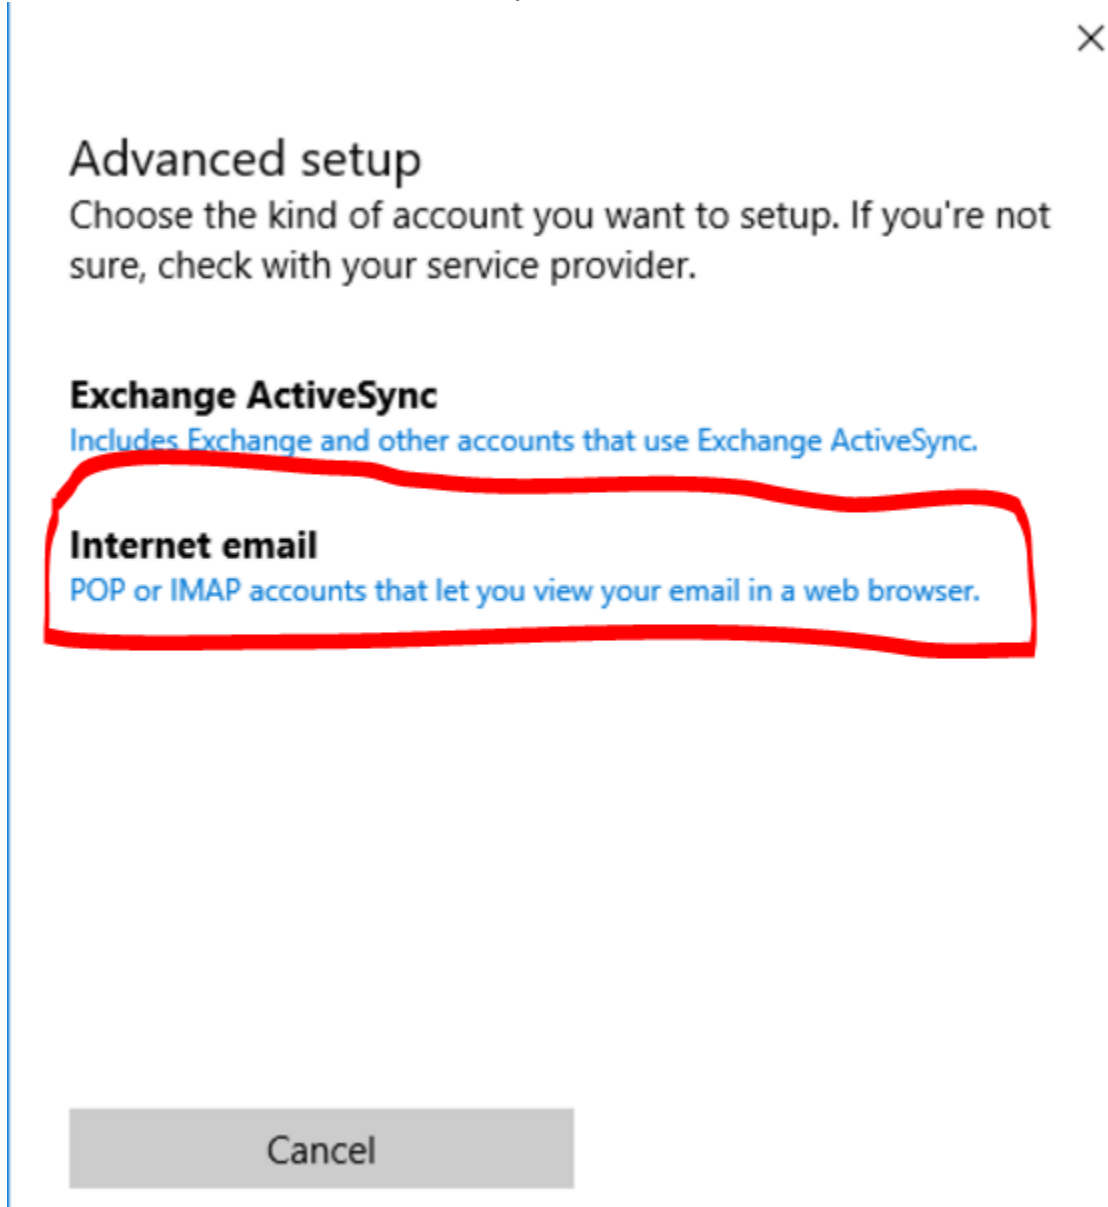 Advanced setup
Choose the kind of account you want to setup. If you're not
sure, check with your service provider.
Exchange ActiveSync
Includes Exchange and other accounts that use Exchange ActiveSync.
Internet email
POP or IMAP accounts that let you view your email in a web browser.
Cancel